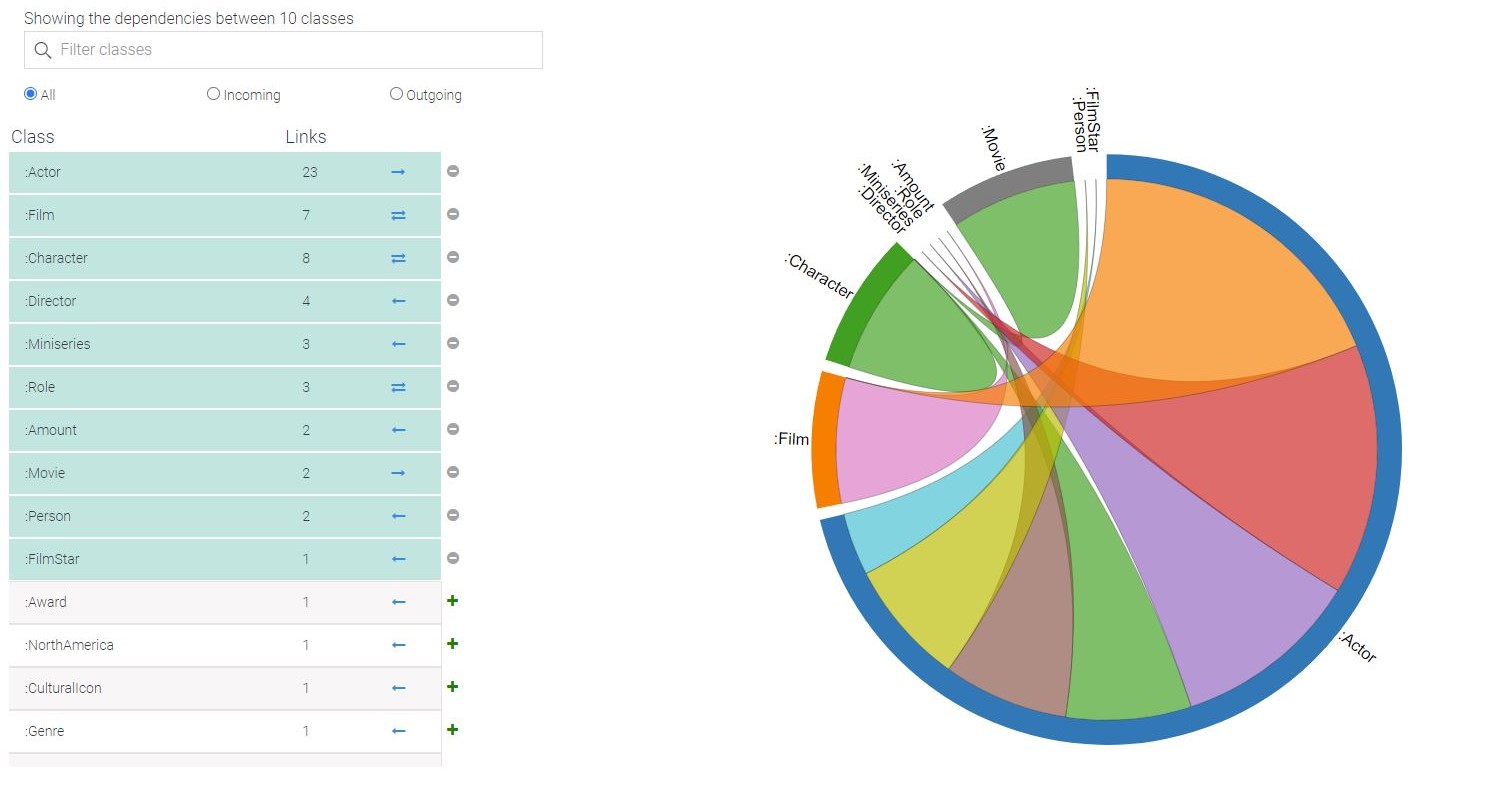 Showing the dependencies between 10 classes
Filter classes
All Incoming Outgoing
Class Links
:Actor 23
:Film 7
:Character 8
:Director 4
:Miniseries 3
:Role 3
:Amount 2
:Movie 2
:Person 2
:FilmStar 1
:Award 1
:NorthAmerica 1
:CulturalIcon 1
:Genre 1
:FilmStar
:Person
:Movie
:Amount
:Role
:Miniseries
:Director
:Character
:Film
:Actor